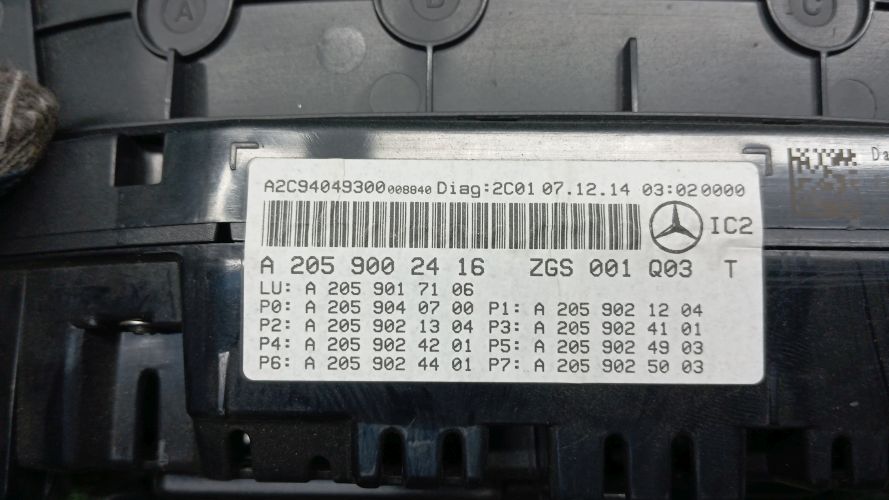 A
C
Da
A2C94049300008840 Diag:2C01 07.12.14 03:020000
IC2
A 205 900 24 16 ZGS 001 Q03 T
LU: A 205 901 71 06
P0: A 205 904 07 00 P1: A 205 902 12 04
P2: A 205 902 13 04 P3: A 205 902 41 01
P4: A 205 902 42 01 P5: A 205 902 49 03
P6: A 205 902 44 01 P7: A 205 902 50 03